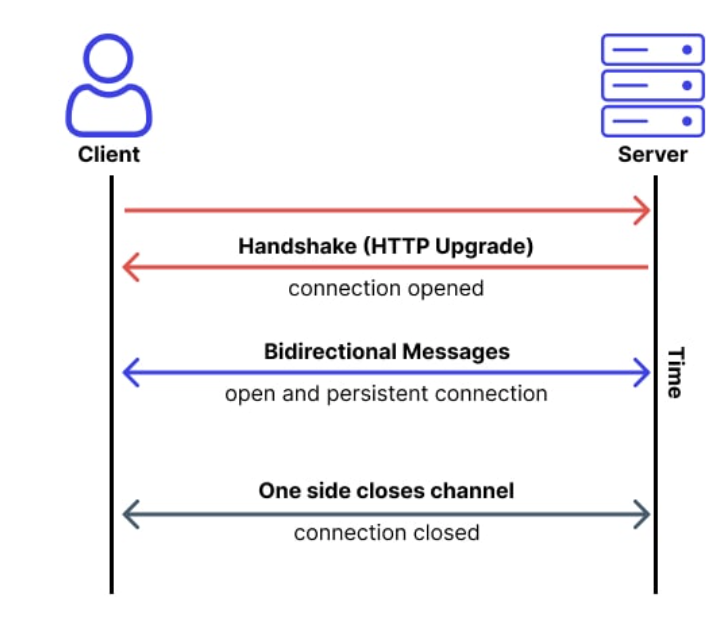 Client
Server
Handshake (HTTP Upgrade)
connection opened
Bidirectional Messages
open and persistent connection
Time
One side closes channel
connection closed